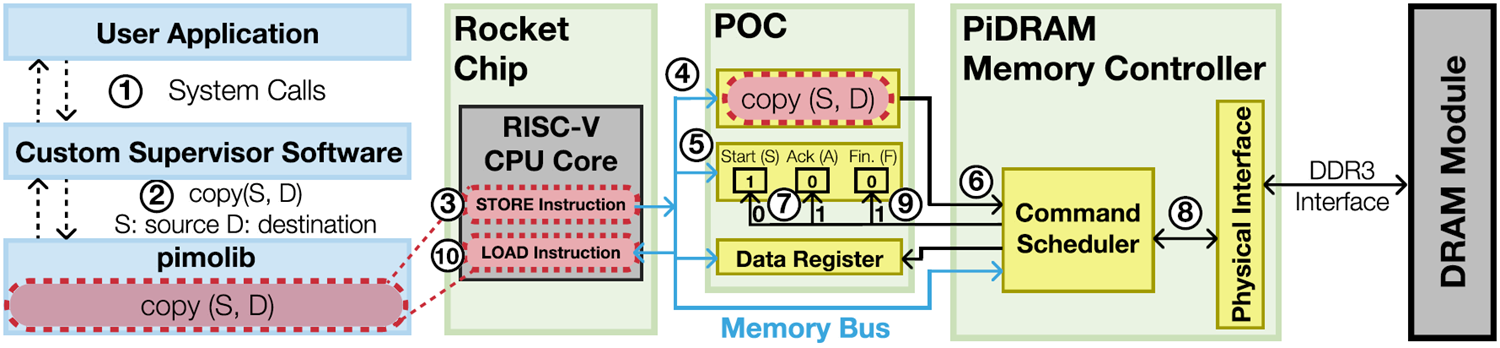 User Application
1 System Calls
Custom Supervisor Software
2 copy(S, D)
S: source D: destination
pimolib
copy (S, D)
Rocket
Chip
RISC-V
CPU Core
3 STORE Instruction
10 LOAD Instruction
POC
4 copy (S, D)
5 Start (S) Ack (A) Fin. (F)
1 0 0
0 7 1 1 9
Data Register
Memory Bus
PiDRAM
Memory Controller
6
Command
Scheduler
8
Physical Interface
DDR3
Interface
DRAM Module